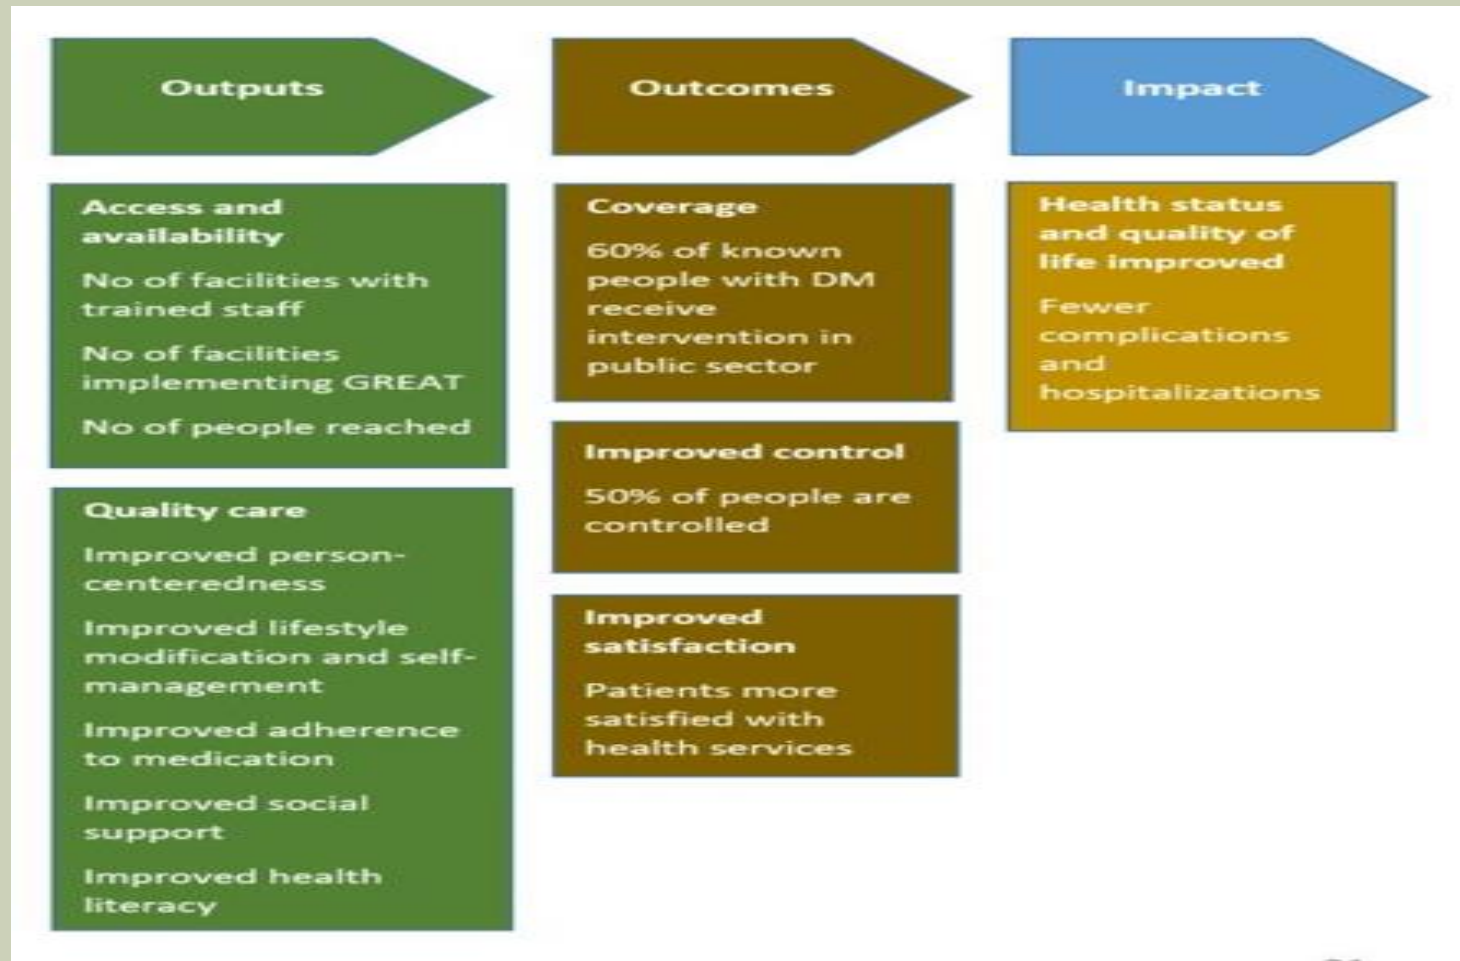 Outputs
Access and
availability
No of facilities with
trained staff
No of facilities
implementing GREAT
No of people reached
Quality care
Improved person-
centeredness
Improved lifestyle
modification and self-
management
Improved adherence
to medication
Improved social
support
Improved health
literacy
Outcomes
Coverage
60% of known
people with DM
receive
intervention in
public sector
Improved control
50% of people are
controlled
Improved
satisfaction
Patients more
satisfied with
health services
Impact
Health status
and quality of
life improved
Fewer
complications
and
hospitalizations